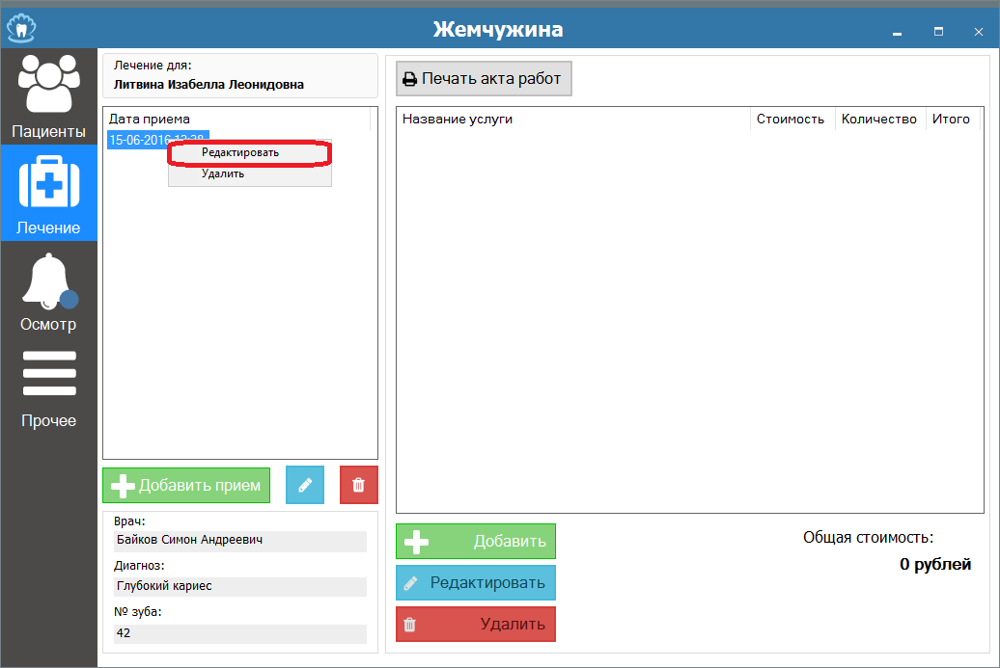 Жемчужина
Пациенты
Лечение
Осмотр
Прочее
Лечение для:
Литвина Изабелла Леонидовна
Дата приема
15-06-2016
Редактировать
Удалить
Добавить прием
Врач:
Байков Симон Андреевич
Диагноз:
Глубокий кариес
№ зуба:
42
Печать акта работ
Название услуги Стоимость Количество Итого
Добавить
Редактировать
Удалить
Общая стоимость:
0 рублей